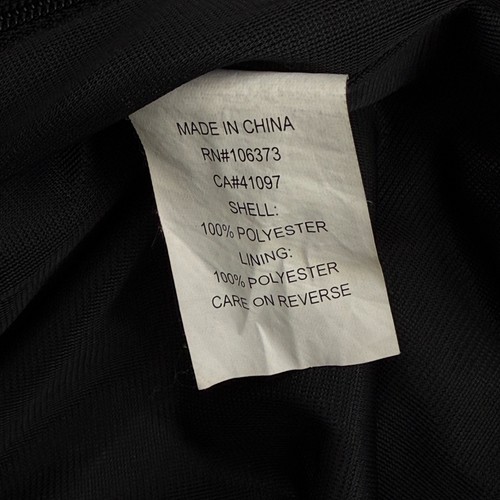 MADE IN CHINA
RN#106373
CA#41097
SHELL:
100% POLYESTER
LINING:
100% POLYESTER
CARE ON REVERSE